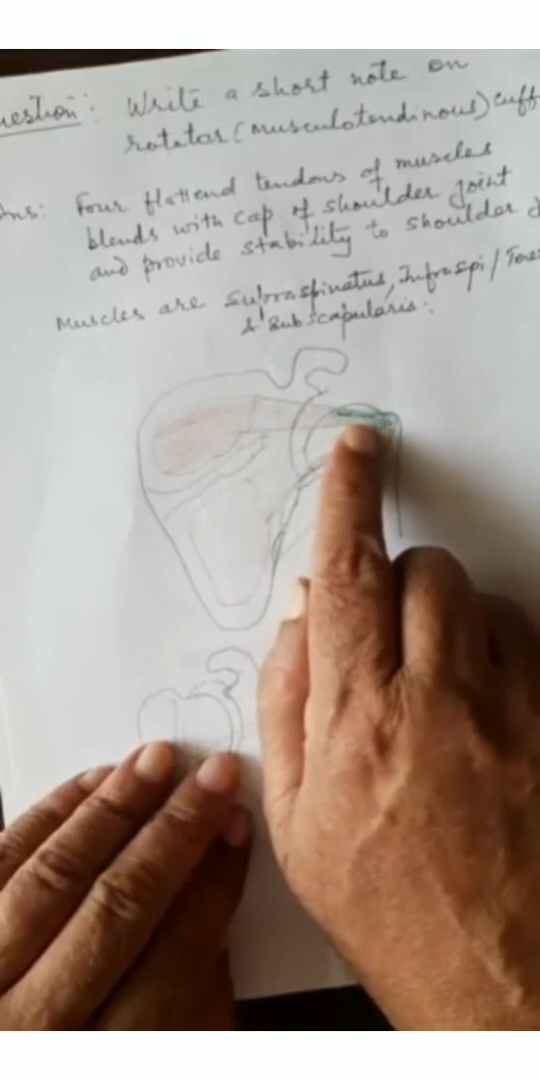 uestion: Write a short note on
rotator (musculotendinous) cuff
Ans: Four flattend tendons of muscles
blends with cap of shoulder joint
and provide stability to shoulder j
Muscles are Supraspinatus, Infraspi / Teres
& Subscapularis: